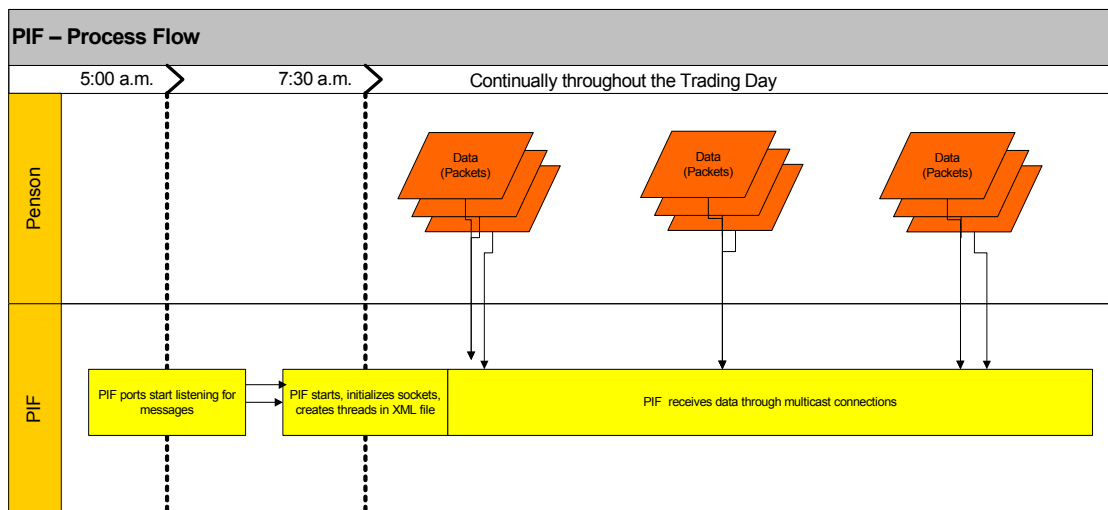 PIF – Process Flow
5:00 a.m.
7:30 a.m.
Continually throughout the Trading Day
Penson
Data
(Packets)
Data
(Packets)
Data
(Packets)
PIF
PIF ports start listening for
messages
PIF starts, initializes sockets,
creates threads in XML file
PIF receives data through multicast connections